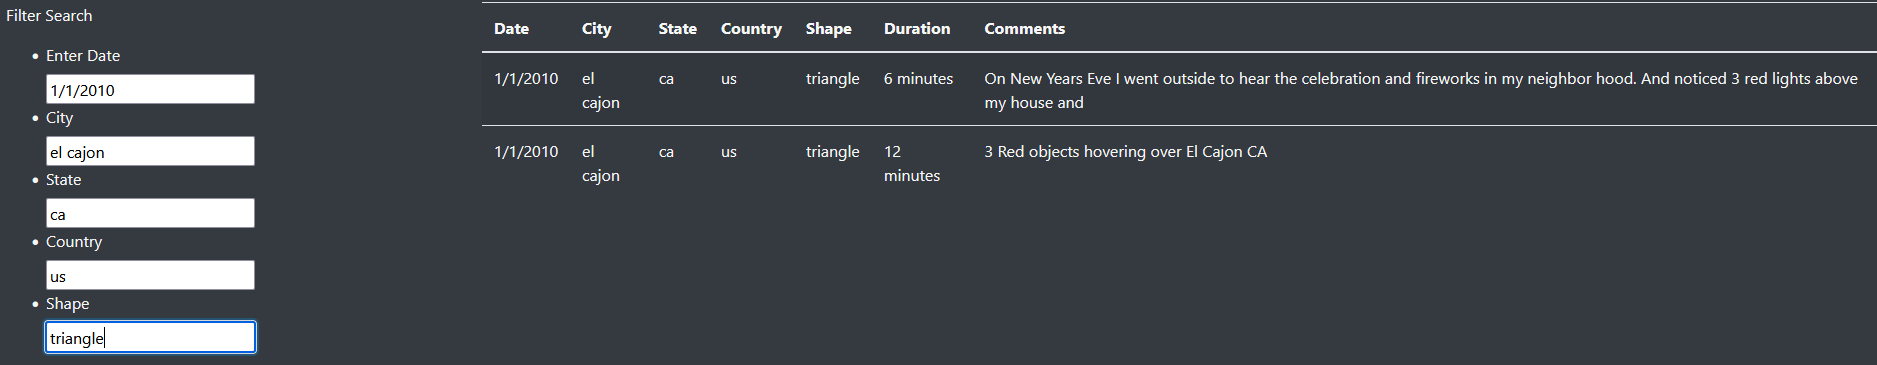 Filter Search
Enter Date
1/1/2010
City
el cajon
State
ca
Country
us
Shape
triangle
Date City State Country Shape Duration Comments
1/1/2010 el ca us triangle 6 minutes On New Years Eve I went outside to hear the celebration and fireworks in my neighbor hood. And noticed 3 red lights above
cajon my house and
1/1/2010 el ca us triangle 12 3 Red objects hovering over El Cajon CA
cajon minutes